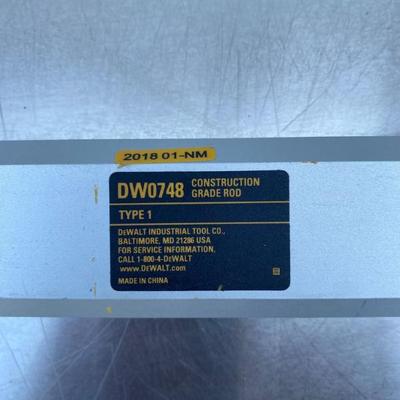 2018 01-NM
DW0748 CONSTRUCTION GRADE ROD
TYPE 1
DEWALT INDUSTRIAL TOOL CO.,
BALTIMORE, MD 21286 USA
FOR SERVICE INFORMATION,
CALL 1-800-4-DEWALT
www.DEWALT.com
MADE IN CHINA